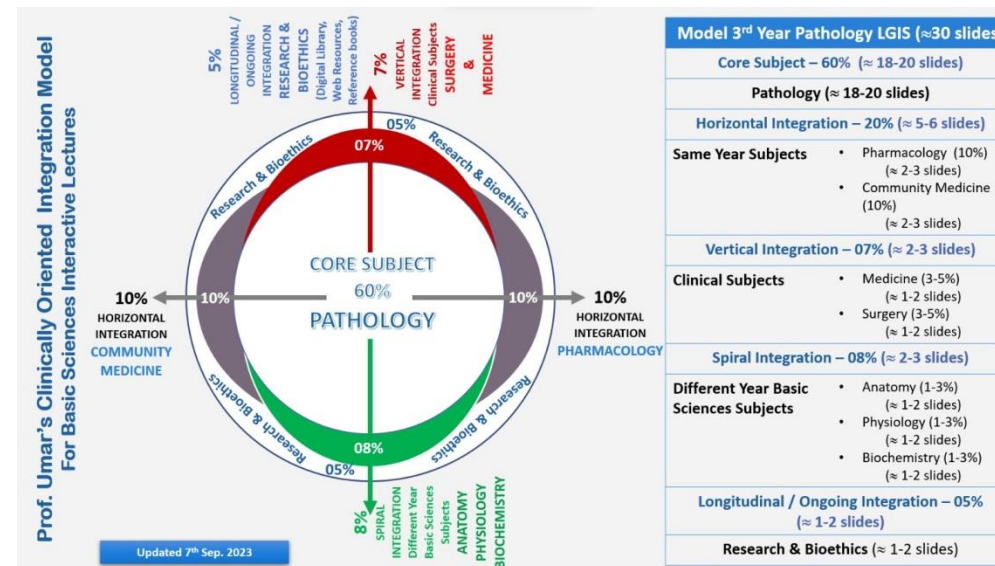 Prof. Umar's Clinically Oriented Integration Model
For Basic Sciences Interactive Lectures
5%
LONGITUDINAL /
ONGOING
INTEGRATION
RESEARCH &
BIOETHICS
(Digital Library,
Web Resources,
Reference books)
7%
VERTICAL
INTEGRATION
Clinical Subjects
SURGERY
&
MEDICINE
05%
Research & Bioethics
Research & Bioethics
07%
CORE SUBJECT
60%
PATHOLOGY
10%
10%
10%
HORIZONTAL
INTEGRATION
COMMUNITY
MEDICINE
10%
HORIZONTAL
INTEGRATION
PHARMACOLOGY
Research & Bioethics
Research & Bioethics
08%
05%
8%
SPIRAL
INTEGRATION
Different Year
Basic Sciences
Subjects
ANATOMY
PHYSIOLOGY
BIOCHEMISTRY
Updated 7th Sep. 2023
Model 3rd Year Pathology LGIS (≈30 slides
Core Subject – 60% (≈ 18-20 slides)
Pathology (≈ 18-20 slides)
Horizontal Integration – 20% (≈ 5-6 slides)
Same Year Subjects
• Pharmacology (10%)
(≈ 2-3 slides)
• Community Medicine
(10%)
(≈ 2-3 slides)
Vertical Integration – 07% (≈ 2-3 slides)
Clinical Subjects
• Medicine (3-5%)
(≈ 1-2 slides)
• Surgery (3-5%)
(≈ 1-2 slides)
Spiral Integration – 08% (≈ 2-3 slides)
Different Year Basic
Sciences Subjects
• Anatomy (1-3%)
(≈ 1-2 slides)
• Physiology (1-3%)
(≈ 1-2 slides)
• Biochemistry (1-3%)
(≈ 1-2 slides)
Longitudinal / Ongoing Integration – 05%
(≈ 1-2 slides)
Research & Bioethics (≈ 1-2 slides)